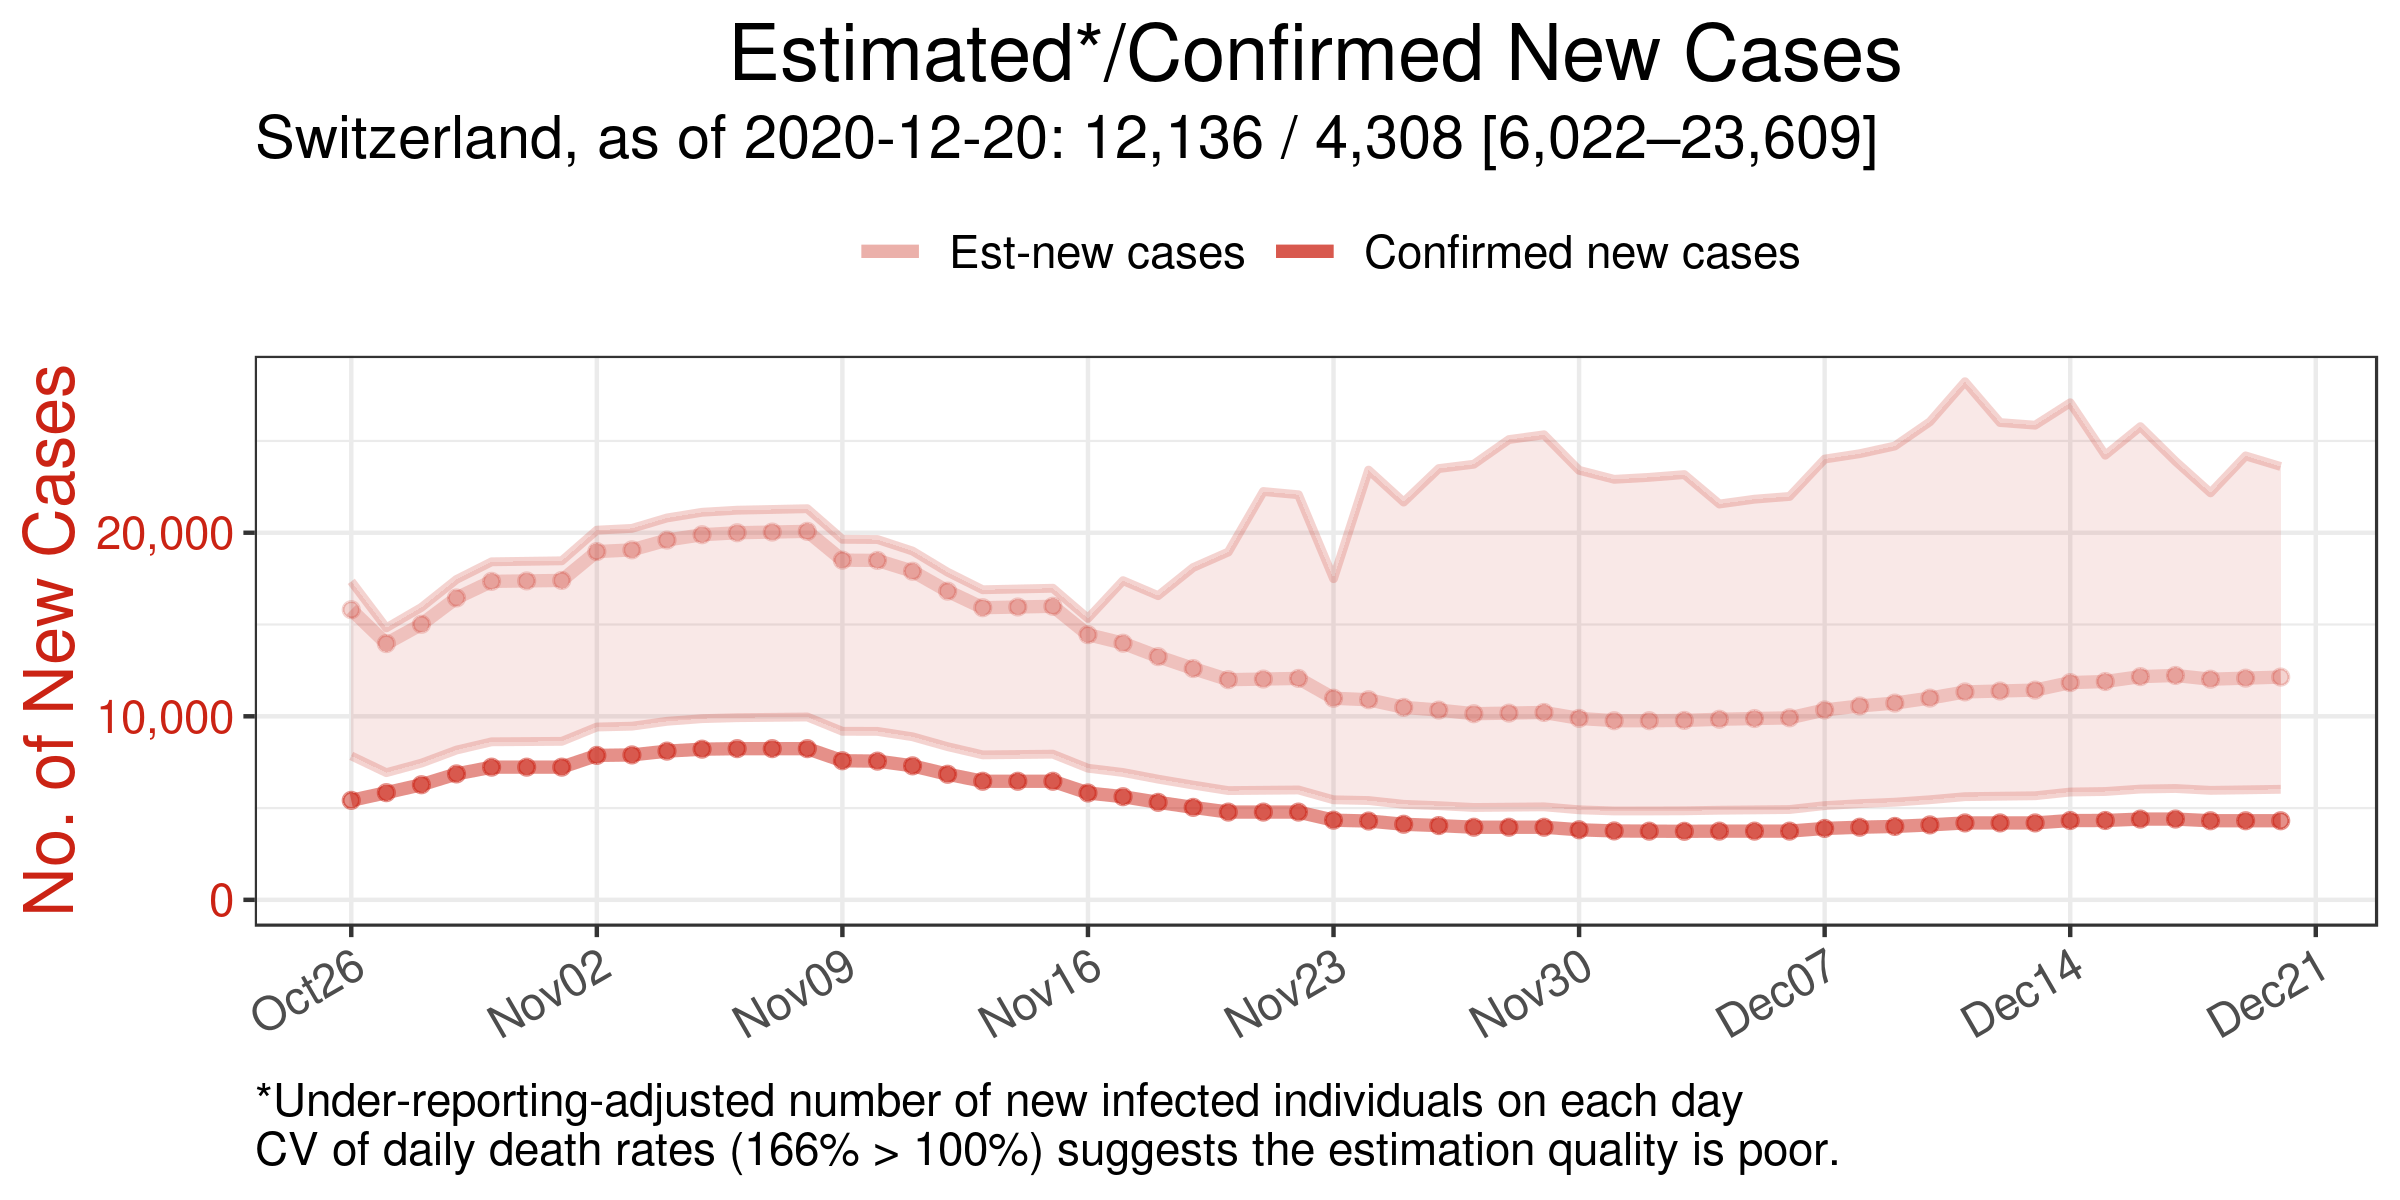 Estimated*/Confirmed New Cases
Switzerland, as of 2020-12-20: 12,136 / 4,308 [6,022–23,609]
Est-new cases
Confirmed new cases
No. of New Cases
20,000
10,000
0
Oct26
Nov02
Nov09
Nov16
Nov23
Nov30
Dec07
Dec14
Dec21
*Under-reporting-adjusted number of new infected individuals on each day
CV of daily death rates (166% > 100%) suggests the estimation quality is poor.